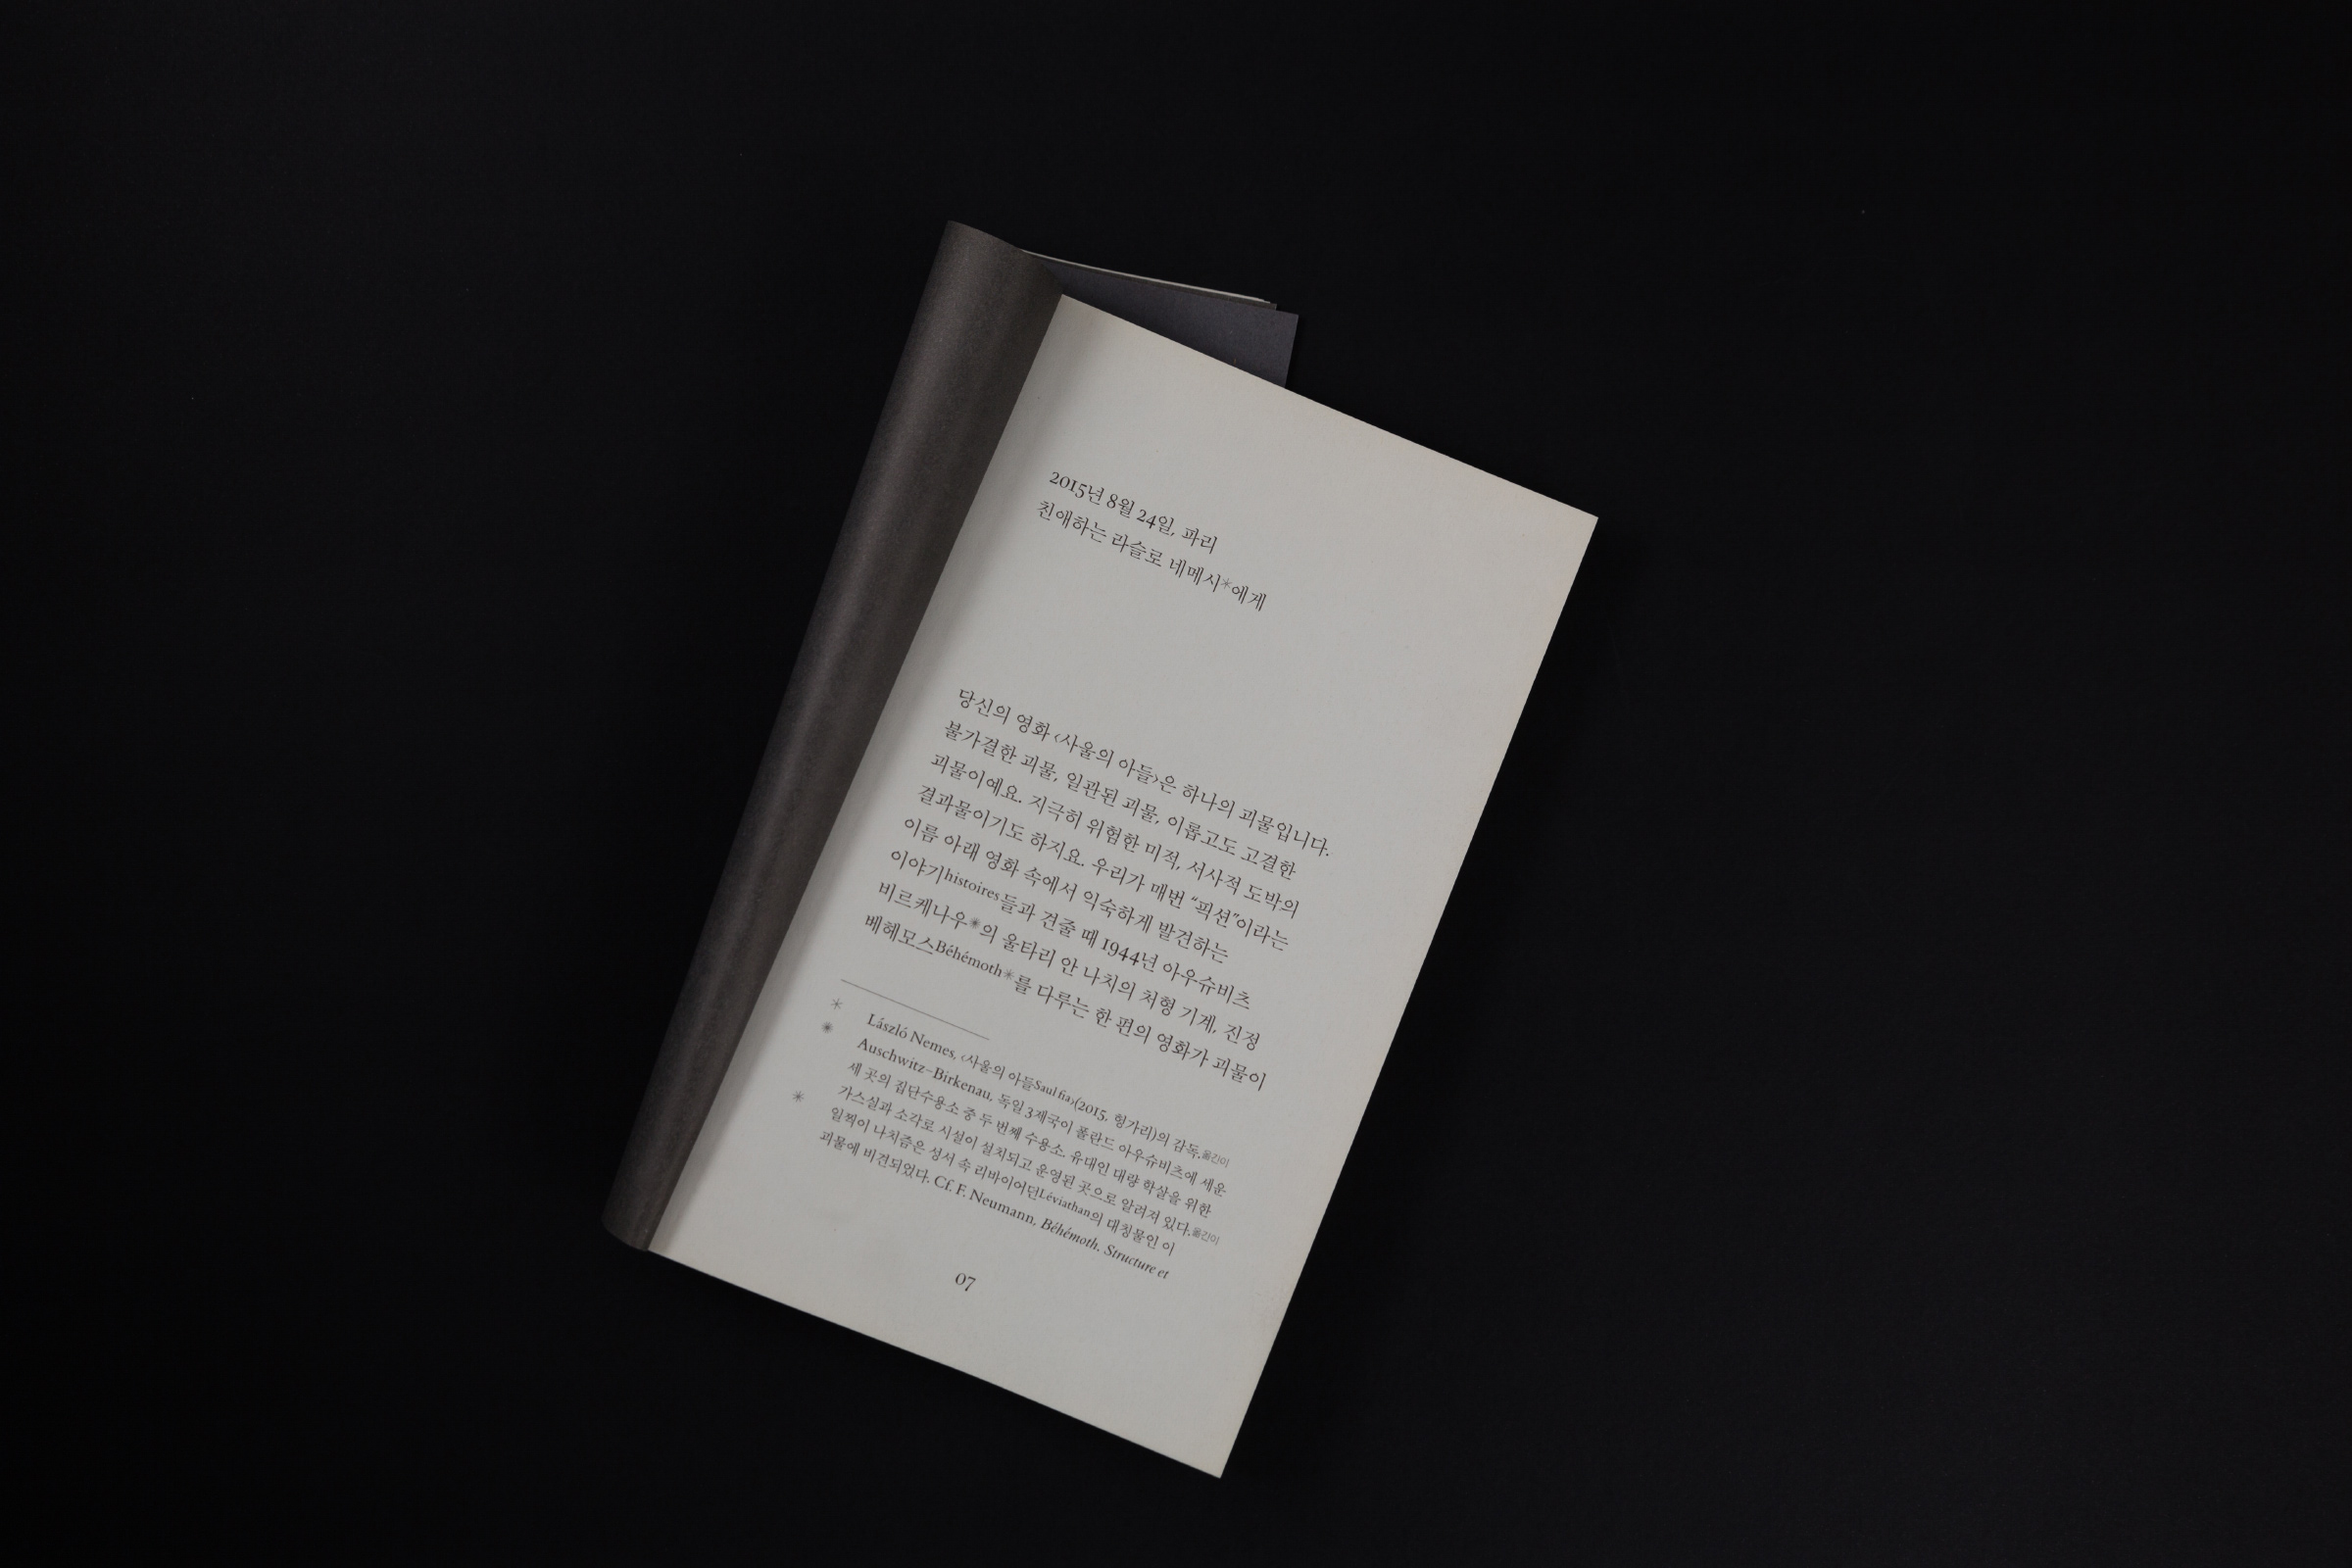 2015년 8월 24일, 파리
친애하는 라슬로 네메시*에게
당신의 영화 ‹사울의 아들›은 하나의 괴물입니다.
불가결한 괴물, 일관된 괴물, 이롭고도 고결한
괴물이예요. 지극히 위험한 미적, 서사적 도박의
결과물이기도 하지요. 우리가 매번 “픽션”이라는
이름 아래 영화 속에서 익숙하게 발견하는
이야기histoires들과 견줄 때 1944년 아우슈비츠
비르케나우*의 울타리 안 나치의 처형 기계, 진정
베헤모스Béhémoth*를 다루는 한 편의 영화가 괴물이
* László Nemes, ‹사울의 아들Saul fia›(2015, 헝가리)의 감독.옮긴이
* Auschwitz–Birkenau, 독일 3제국이 폴란드 아우슈비츠에 세운
세 곳의 집단수용소 중 두 번째 수용소. 유대인 대량 학살을 위한
가스실과 소각로 시설이 설치되고 운영된 곳으로 알려져 있다.옮긴이
* 일찍이 나치즘은 성서 속 리바이어던Léviathan의 대칭물인 이
괴물에 비견되었다. Cf. F. Neumann, Béhémoth. Structure et
07